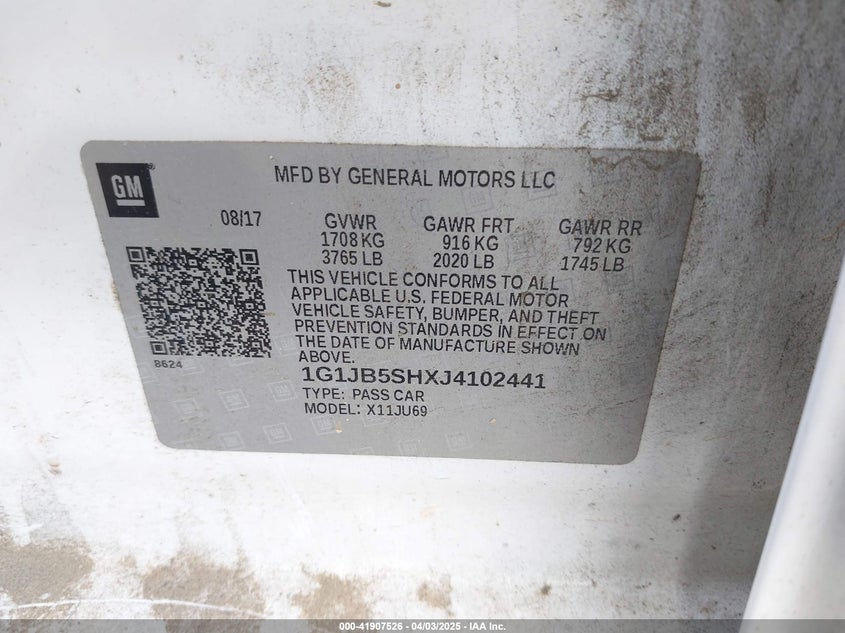 GM
MFD BY GENERAL MOTORS LLC
08/17 GVWR GAWR FRT GAWR RR
1708 KG 916 KG 792 KG
3765 LB 2020 LB 1745 LB
THIS VEHICLE CONFORMS TO ALL
APPLICABLE U.S. FEDERAL MOTOR
VEHICLE SAFETY, BUMPER, AND THEFT
PREVENTION STANDARDS IN EFFECT ON
THE DATE OF MANUFACTURE SHOWN
ABOVE.
8624
1G1JB5SHXJ4102441
TYPE: PASS CAR
MODEL: X11JU69
000-41907526 - 04/03/2025 - IAA Inc.